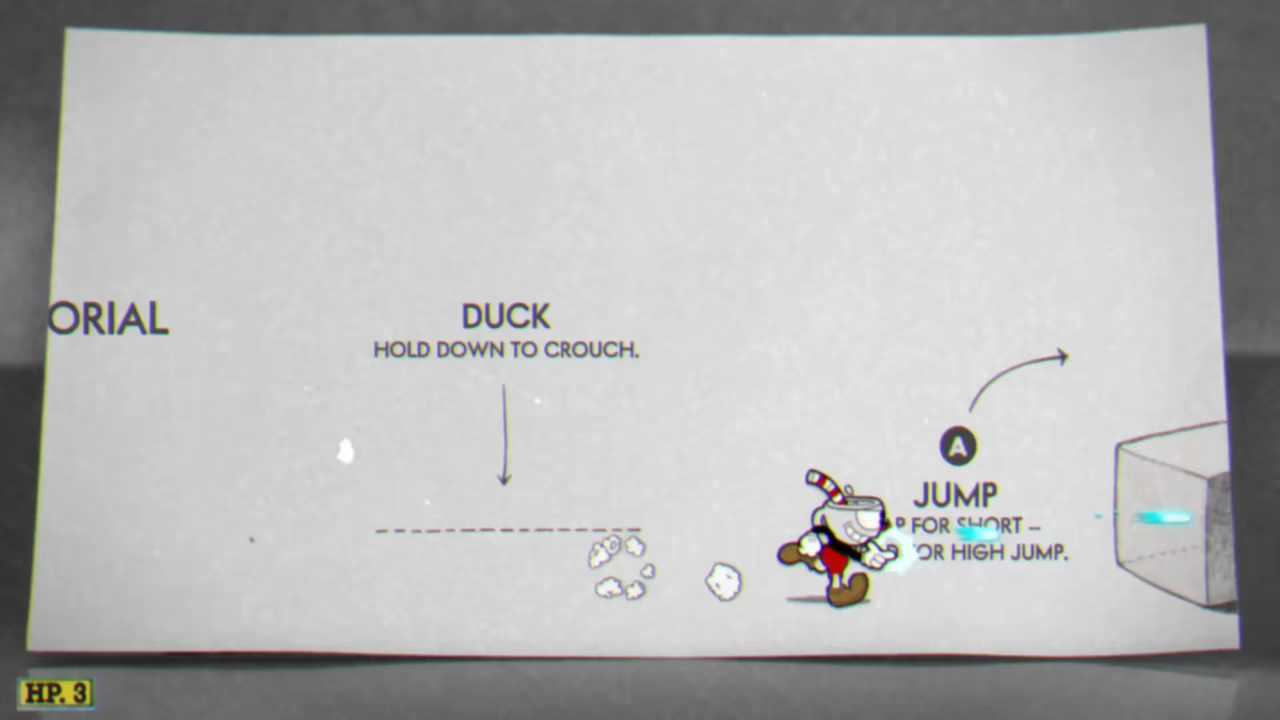 ORIAL
DUCK
HOLD DOWN TO CROUCH.
A
JUMP
P FOR SHORT –
OR HIGH JUMP.
HP. 3